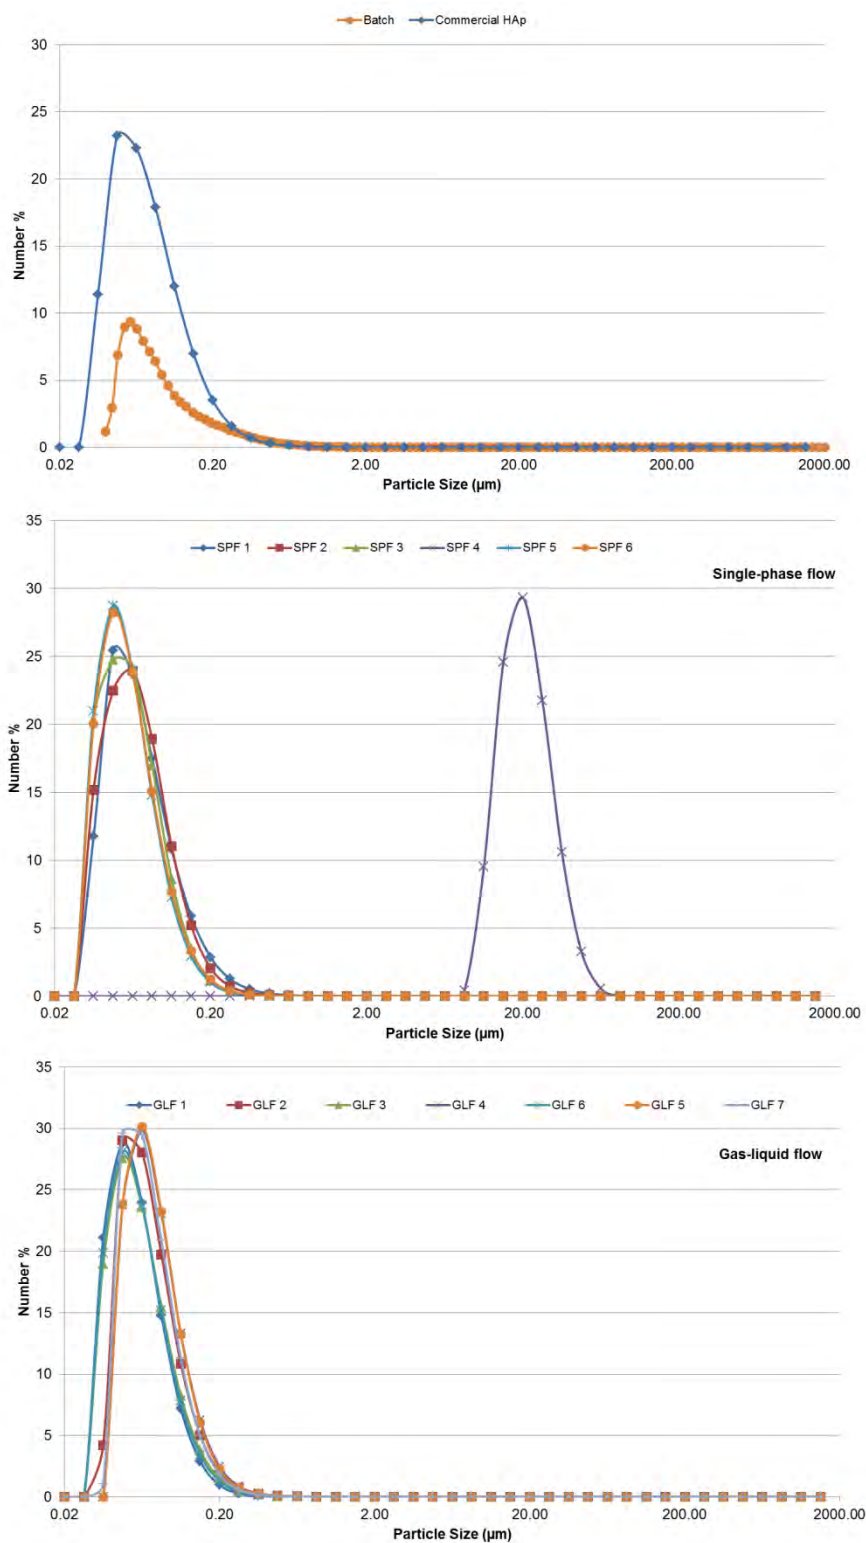 Batch Commercial HAp
30
25
20
15
10
5
0
Number %
0.02 0.20 2.00 20.00 200.00 2000.00
Particle Size (µm)
35
SPF 1 SPF 2 SPF 3 SPF 4 SPF 5 SPF 6
Single-phase flow
30
25
20
15
10
5
0
Number %
0.02 0.20 2.00 20.00 200.00 2000.00
Particle Size (µm)
35
GLF 1 GLF 2 GLF 3 GLF 4 GLF 6 GLF 5 GLF 7
30
Gas-liquid flow
25
20
15
10
5
0
Number %
0.02 0.20 2.00 20.00 200.00 2000.00
Particle Size (µm)